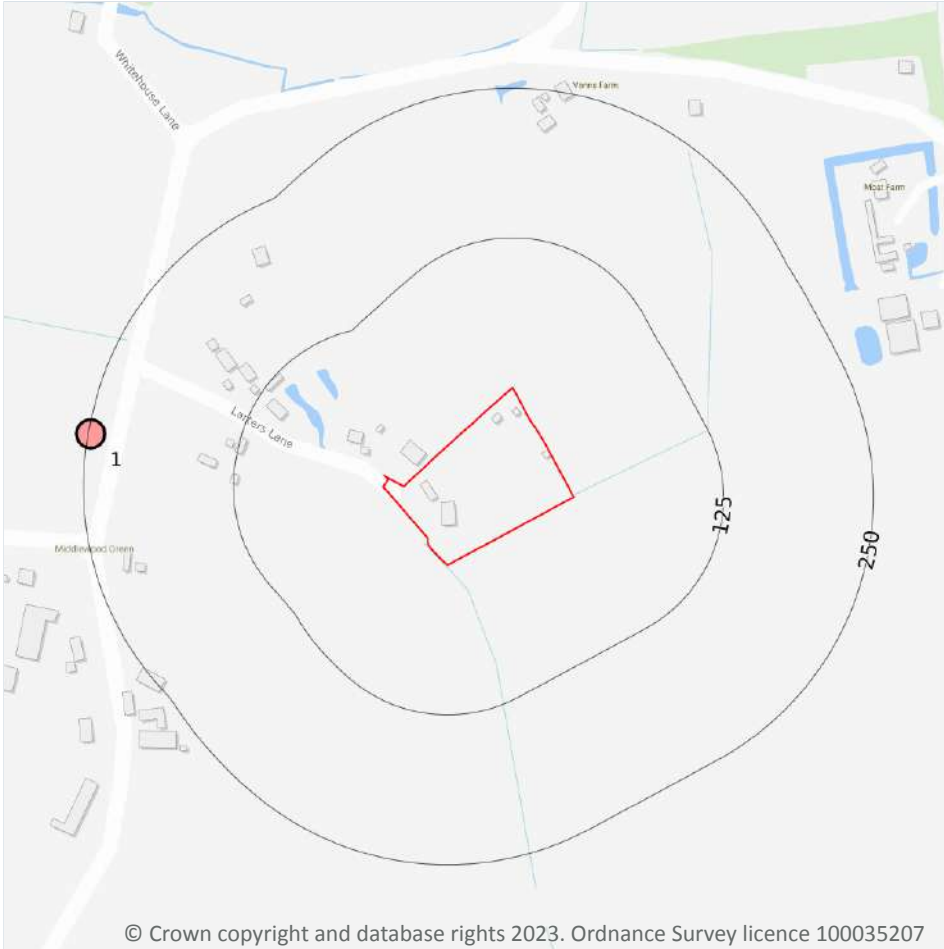 Whitehouse Lane
Yanns Farm
Moat Farm
Larters Lane
1
125
250
Middlewood Green
© Crown copyright and database rights 2023. Ordnance Survey licence 100035207